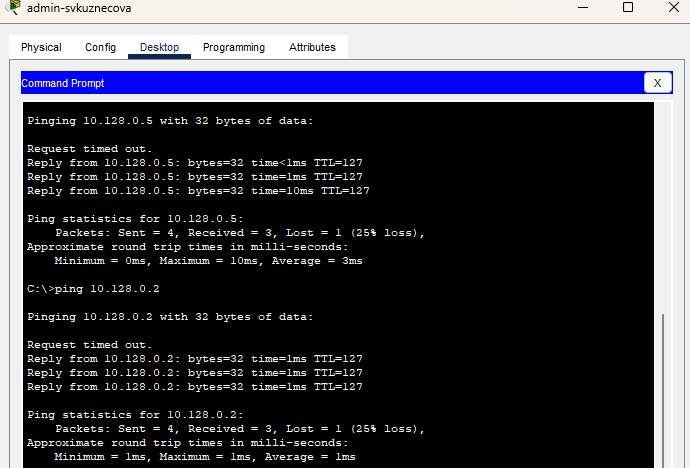 admin-svkuznecova
Physical Config Desktop Programming Attributes
Command Prompt
X
Pinging 10.128.0.5 with 32 bytes of data:
Request timed out.
Reply from 10.128.0.5: bytes=32 time<1ms TTL=127
Reply from 10.128.0.5: bytes=32 time=1ms TTL=127
Reply from 10.128.0.5: bytes=32 time=10ms TTL=127
Ping statistics for 10.128.0.5:
Packets: Sent = 4, Received = 3, Lost = 1 (25% loss),
Approximate round trip times in milli-seconds:
Minimum = 0ms, Maximum = 10ms, Average = 3ms
C:\>ping 10.128.0.2
Pinging 10.128.0.2 with 32 bytes of data:
Request timed out.
Reply from 10.128.0.2: bytes=32 time=1ms TTL=127
Reply from 10.128.0.2: bytes=32 time=1ms TTL=127
Reply from 10.128.0.2: bytes=32 time=1ms TTL=127
Ping statistics for 10.128.0.2:
Packets: Sent = 4, Received = 3, Lost = 1 (25% loss),
Approximate round trip times in milli-seconds:
Minimum = 1ms, Maximum = 1ms, Average = 1ms